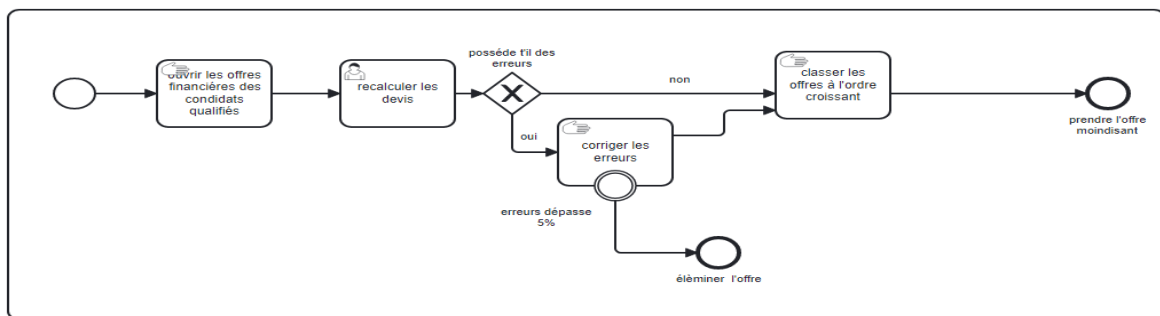 ouvrir les offres
financières des
condidats
qualifiés
recalculer les
devis
posséde t'il des
erreurs
non
oui
corriger les
erreurs
erreurs dépasse
5%
éléminer l'offre
classer les
offres à l'ordre
croissant
prendre l'offre
moindisant